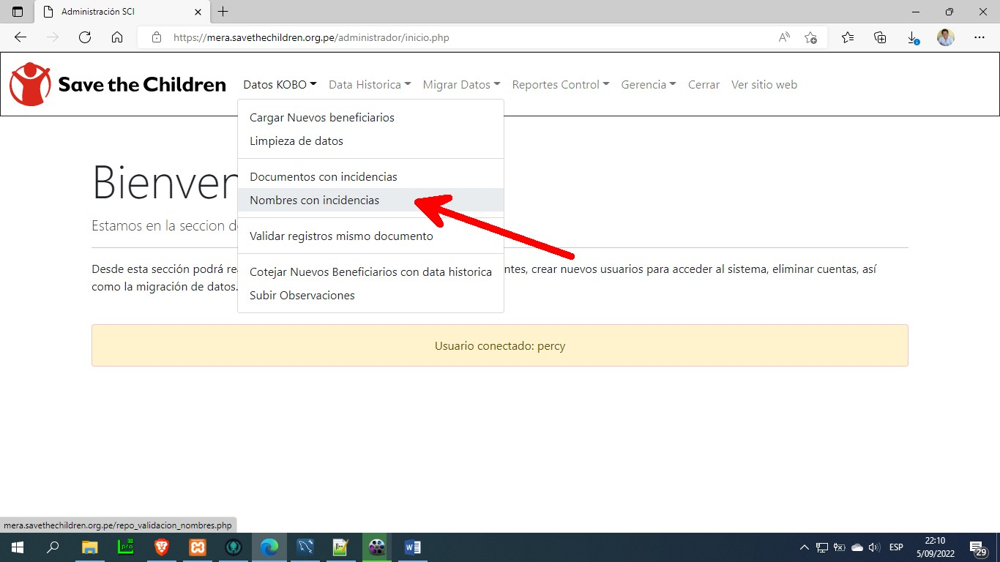 Administración SCI
https://mera.savethechildren.org.pe/administrador/inicio.php
Save the Children
Datos KOBO Data Historica Migrar Datos Reportes Control Gerencia Cerrar Ver sitio web
Cargar Nuevos beneficiarios
Limpieza de datos
Documentos con incidencias
Nombres con incidencias
Validar registros mismo documento
Cotejar Nuevos Beneficiarios con data historica
Subir Observaciones
Bienven
Estamos en la seccion d
Desde esta sección podrá re ntes, crear nuevos usuarios para acceder al sistema, eliminar cuentas, así
como la migración de datos.
Usuario conectado: percy
mera.savethechildren.org.pe/repo_validacion_nombres.php
ESP
22:10
5/09/2022
29